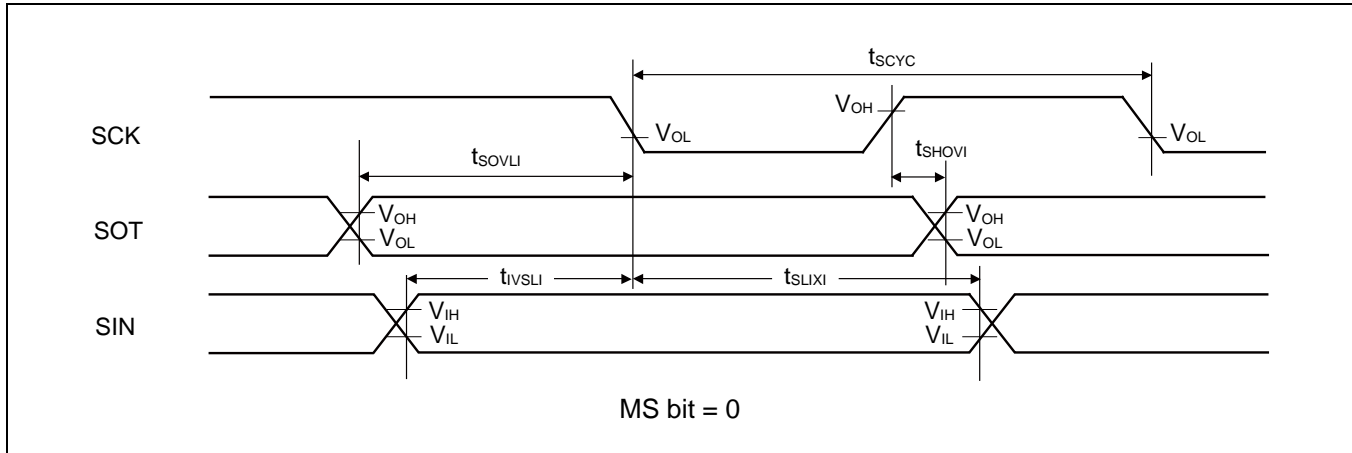 tSCYC
SCK
VOH
VOL
VOL
tSOVLI
tSHOVI
SOT
VOH
VOL
VOH
VOL
tIVSLI
tSLIXI
SIN
VIH
VIL
VIH
VIL
MS bit = 0